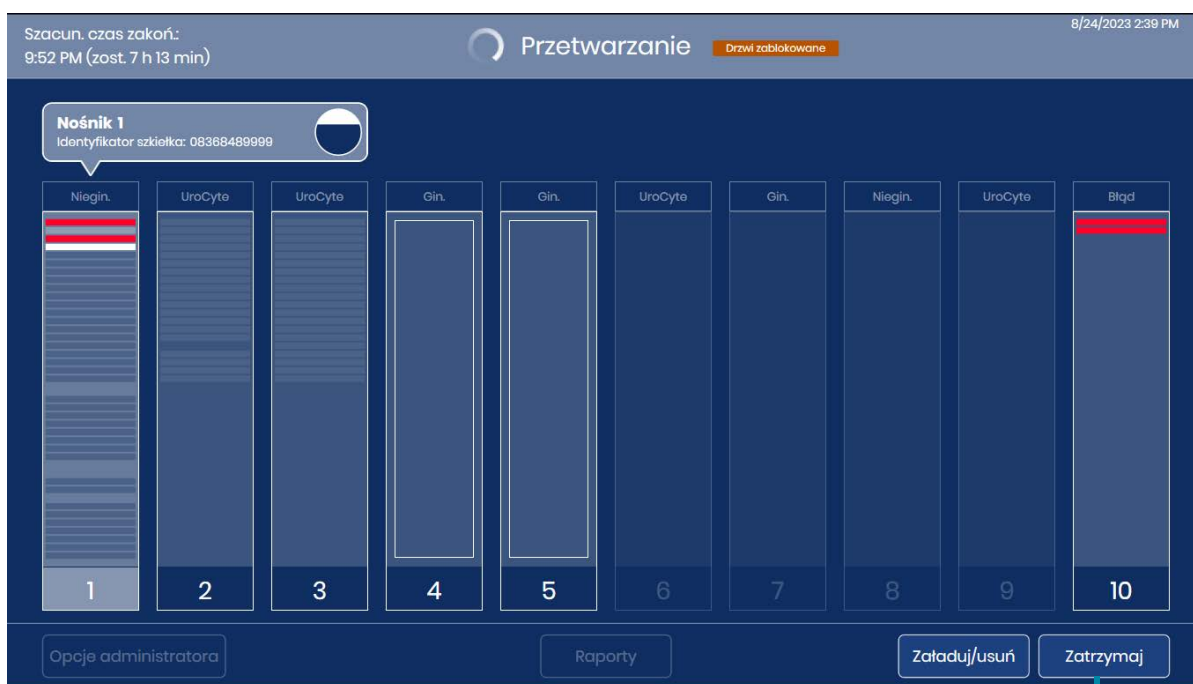 Szacun. czas zakoń.:
9:52 PM (zost. 7 h 13 min)
Przetwarzanie
Drzwi zablokowane
8/24/2023 2:39 PM
Nośnik 1
Identyfikator szkiełka: 08368489999
Niegin. UroCyte UroCyte Gin. Gin. UroCyte Gin. Niegin. UroCyte Błąd
1 2 3 4 5 6 7 8 9 10
Opcje administratora Raporty Załaduj/usuń Zatrzymaj